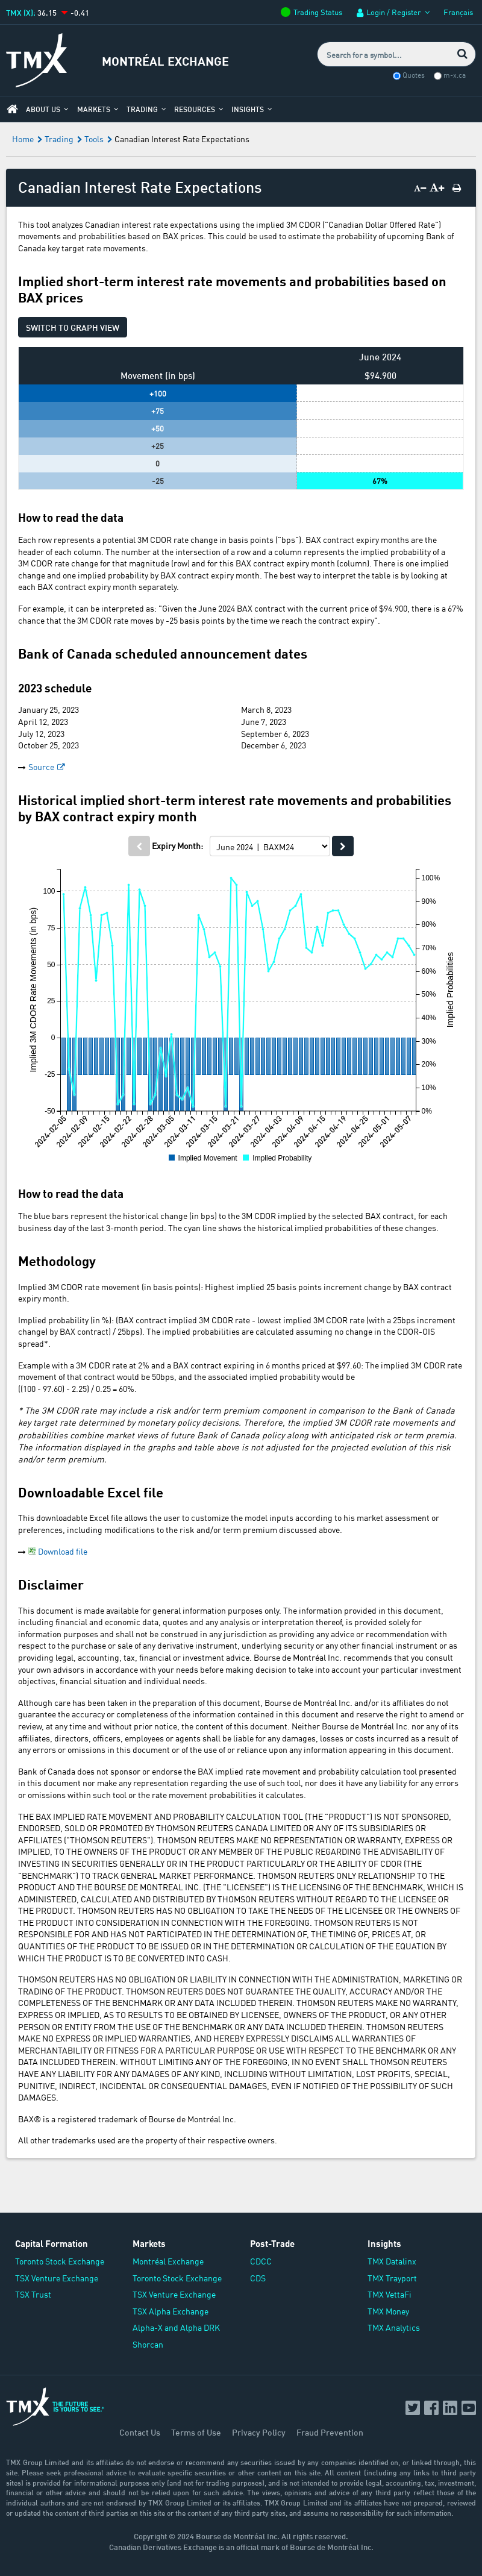 TMX (X): 36.15 -0.41
Trading Status Login / Register Français
TMX
MONTRÉAL EXCHANGE
Search for a symbol...
Quotes m-x.ca
ABOUT US MARKETS TRADING RESOURCES INSIGHTS
Home Trading Tools Canadian Interest Rate Expectations
Canadian Interest Rate Expectations
A− A+
This tool analyzes Canadian interest rate expectations using the implied 3M CDOR ("Canadian Dollar Offered Rate")
movements and probabilities based on BAX prices. This could be used to estimate the probability of upcoming Bank of
Canada key target rate movements.
Implied short-term interest rate movements and probabilities based on
BAX prices
SWITCH TO GRAPH VIEW
June 2024
Movement (in bps) $94.900
+100
+75
+50
+25
0
-25 67%
How to read the data
Each row represents a potential 3M CDOR rate change in basis points ("bps"). BAX contract expiry months are the
header of each column. The number at the intersection of a row and a column represents the implied probability of a
3M CDOR rate change for that magnitude (row) and for this BAX contract expiry month (column). There is one implied
change and one implied probability by BAX contract expiry month. The best way to interpret the table is by looking at
each BAX contract expiry month separately.
For example, it can be interpreted as: "Given the June 2024 BAX contract with the current price of $94.900, there is a 67%
chance that the 3M CDOR rate moves by -25 basis points by the time we reach the contract expiry".
Bank of Canada scheduled announcement dates
2023 schedule
January 25, 2023 March 8, 2023
April 12, 2023 June 7, 2023
July 12, 2023 September 6, 2023
October 25, 2023 December 6, 2023
Source
Historical implied short-term interest rate movements and probabilities
by BAX contract expiry month
Expiry Month: June 2024 | BAXM24
Implied 3M CDOR Rate Movements (in bps)
100
75
50
25
0
-25
-50
100%
90%
80%
70%
60%
50%
40%
30%
20%
10%
0%
Implied Probabilities
2024-02-05 2024-02-09 2024-02-15 2024-02-22 2024-02-28 2024-03-05 2024-03-11 2024-03-15 2024-03-21 2024-03-27 2024-04-03 2024-04-09 2024-04-15 2024-04-19 2024-04-25 2024-05-01 2024-05-07
Implied Movement Implied Probability
How to read the data
The blue bars represent the historical change (in bps) to the 3M CDOR implied by the selected BAX contract, for each
business day of the last 3-month period. The cyan line shows the historical implied probabilities of these changes.
Methodology
Implied 3M CDOR rate movement (in basis points): Highest implied 25 basis points increment change by BAX contract
expiry month.
Implied probability (in %): (BAX contract implied 3M CDOR rate - lowest implied 3M CDOR rate (with a 25bps increment
change) by BAX contract) / 25bps). The implied probabilities are calculated assuming no change in the CDOR-OIS
spread*.
Example with a 3M CDOR rate at 2% and a BAX contract expiring in 6 months priced at $97.60: The implied 3M CDOR rate
movement of that contract would be 50bps, and the associated implied probability would be
((100 - 97.60) - 2.25) / 0.25 = 60%.
* The 3M CDOR rate may include a risk and/or term premium component in comparison to the Bank of Canada
key target rate determined by monetary policy decisions. Therefore, the implied 3M CDOR rate movements and
probabilities combine market views of future Bank of Canada policy along with anticipated risk or term premia.
The information displayed in the graphs and table above is not adjusted for the projected evolution of this risk
and/or term premium.
Downloadable Excel file
This downloadable Excel file allows the user to customize the model inputs according to his market assessment or
preferences, including modifications to the risk and/or term premium discussed above.
Download file
Disclaimer
This document is made available for general information purposes only. The information provided in this document,
including financial and economic data, quotes and any analysis or interpretation thereof, is provided solely for
information purposes and shall not be construed in any jurisdiction as providing any advice or recommendation with
respect to the purchase or sale of any derivative instrument, underlying security or any other financial instrument or as
providing legal, accounting, tax, financial or investment advice. Bourse de Montréal Inc. recommends that you consult
your own advisors in accordance with your needs before making decision to take into account your particular investment
objectives, financial situation and individual needs.
Although care has been taken in the preparation of this document, Bourse de Montréal Inc. and/or its affiliates do not
guarantee the accuracy or completeness of the information contained in this document and reserve the right to amend or
review, at any time and without prior notice, the content of this document. Neither Bourse de Montréal Inc. nor any of its
affiliates, directors, officers, employees or agents shall be liable for any damages, losses or costs incurred as a result of
any errors or omissions in this document or of the use of or reliance upon any information appearing in this document.
Bank of Canada does not sponsor or endorse the BAX implied rate movement and probability calculation tool presented
in this document, nor does it make any representation regarding the use of such tool, or does it have any liability for any errors
or omissions within such tool or the rate movement probabilities it calculates.
THE BAX IMPLIED RATE MOVEMENT AND PROBABILITY CALCULATION TOOL (THE "PRODUCT") IS NOT SPONSORED,
ENDORSED, SOLD OR PROMOTED BY THOMSON REUTERS CANADA LIMITED OR ANY OF ITS SUBSIDIARIES OR
AFFILIATES ("THOMSON REUTERS"). THOMSON REUTERS MAKE NO REPRESENTATION OR WARRANTY, EXPRESS OR
IMPLIED, TO THE OWNERS OF THE PRODUCT OR ANY MEMBER OF THE PUBLIC REGARDING THE ADVISABILITY OF
INVESTING IN SECURITIES GENERALLY OR IN THE PRODUCT PARTICULARLY OR THE ABILITY OF CDOR (THE
"BENCHMARK") TO TRACK GENERAL MARKET PERFORMANCE. THOMSON REUTERS ONLY RELATIONSHIP TO THE
PRODUCT AND THE BOURSE DE MONTREAL INC. (THE "LICENSEE") IS THE LICENSING OF THE BENCHMARK, WHICH IS
ADMINISTERED, CALCULATED AND DISTRIBUTED BY THOMSON REUTERS WITHOUT REGARD TO THE LICENSEE OR
THE PRODUCT. THOMSON REUTERS HAS NO OBLIGATION TO TAKE THE NEEDS OF THE LICENSEE OR THE OWNERS OF
THE PRODUCT INTO CONSIDERATION IN CONNECTION WITH THE FOREGOING. THOMSON REUTERS IS NOT
RESPONSIBLE FOR AND HAS NOT PARTICIPATED IN THE DETERMINATION OF, THE TIMING OF, PRICES AT, OR
QUANTITIES OF THE PRODUCT TO BE ISSUED OR IN THE DETERMINATION OR CALCULATION OF THE EQUATION BY
WHICH THE PRODUCT IS TO BE CONVERTED INTO CASH.
THOMSON REUTERS HAS NO OBLIGATION OR LIABILITY IN CONNECTION WITH THE ADMINISTRATION, MARKETING OR
TRADING OF THE PRODUCT. THOMSON REUTERS DOES NOT GUARANTEE THE QUALITY, ACCURACY AND/OR THE
COMPLETENESS OF THE BENCHMARK OR ANY DATA INCLUDED THEREIN. THOMSON REUTERS MAKE NO WARRANTY,
EXPRESS OR IMPLIED, AS TO RESULTS TO BE OBTAINED BY LICENSEE, OWNERS OF THE PRODUCT, OR ANY OTHER
PERSON OR ENTITY FROM THE USE OF THE BENCHMARK OR ANY DATA INCLUDED THEREIN. THOMSON REUTERS
MAKE NO EXPRESS OR IMPLIED WARRANTIES, AND HEREBY EXPRESSLY DISCLAIMS ALL WARRANTIES OF
MERCHANTABILITY OR FITNESS FOR A PARTICULAR PURPOSE OR USE WITH RESPECT TO THE BENCHMARK OR ANY
DATA INCLUDED THEREIN. WITHOUT LIMITING ANY OF THE FOREGOING, IN NO EVENT SHALL THOMSON REUTERS
HAVE ANY LIABILITY FOR ANY DAMAGES OF ANY KIND, INCLUDING WITHOUT LIMITATION, LOST PROFITS, SPECIAL,
PUNITIVE, INDIRECT, INCIDENTAL OR CONSEQUENTIAL DAMAGES, EVEN IF NOTIFIED OF THE POSSIBILITY OF SUCH
DAMAGES.
BAX® is a registered trademark of Bourse de Montréal Inc.
All other trademarks used are the property of their respective owners.
Capital Formation Markets Post-Trade Insights
Toronto Stock Exchange Montréal Exchange CDCC TMX Datalinx
TSX Venture Exchange Toronto Stock Exchange CDS TMX Trayport
TSX Trust TSX Venture Exchange TMX VettaFi
TSX Alpha Exchange TMX Money
Alpha-X and Alpha DRK TMX Analytics
Shorcan
TMX THE FUTURE
IS YOURS TO SEE.®
Contact Us Terms of Use Privacy Policy Fraud Prevention
TMX Group Limited and its affiliates do not endorse or recommend any securities issued by any companies identified on, or linked through, this
site. Please seek professional advice to evaluate specific securities or other content on this site. All content (including any links to third party
sites) is provided for informational purposes only (and not for trading purposes), and is not intended to provide legal, accounting, tax, investment,
financial or other advice and should not be relied upon for such advice. The views, opinions and advice of any third party reflect those of the
individual authors and are not endorsed by TMX Group Limited or its affiliates. TMX Group Limited and its affiliates have not prepared, reviewed
or updated the content of third parties on this site or the content of any third party sites, and assume no responsibility for such information.
Copyright © 2024 Bourse de Montréal Inc. All rights reserved.
Canadian Derivatives Exchange is an official mark of Bourse de Montréal Inc.